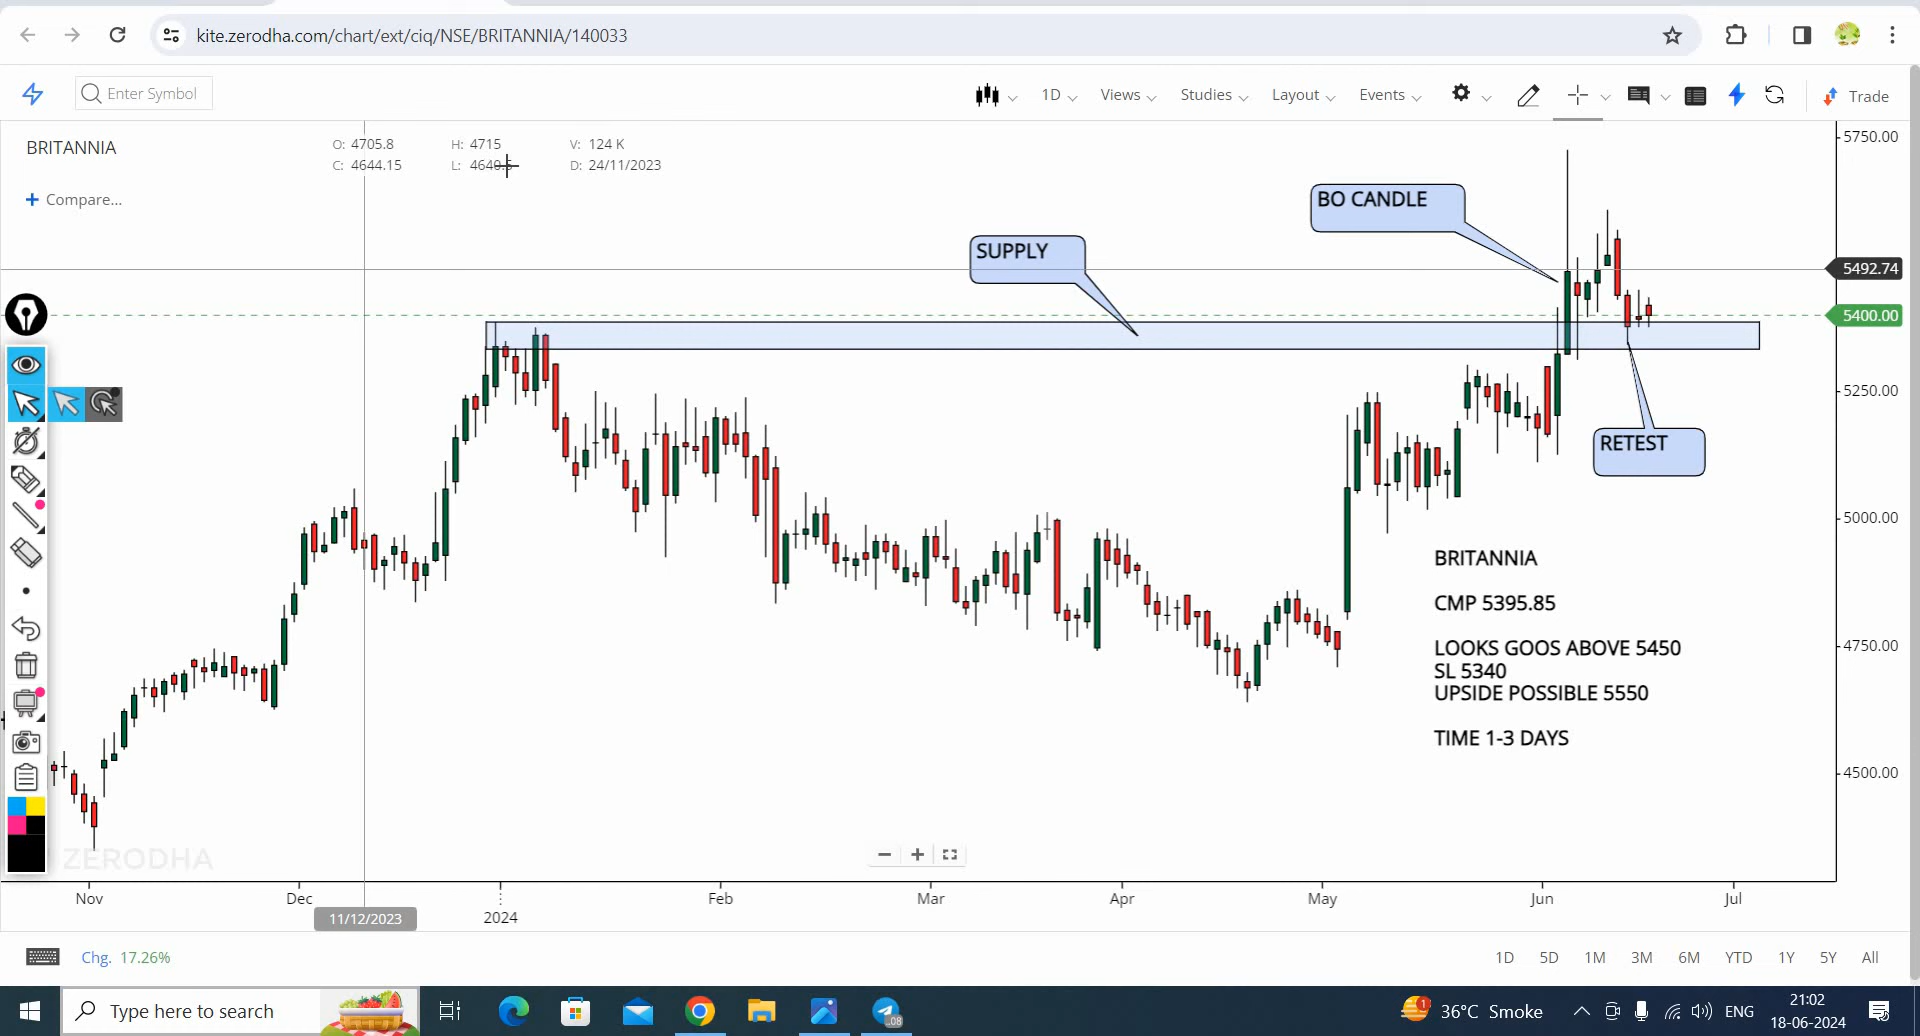 kite.zerodha.com/chart/ext/ciq/NSE/BRITANNIA/140033
Enter Symbol
1D
Views
Studies
Layout
Events
Trade
BRITANNIA
O: 4705.8 H: 4715 V: 124 K
C: 4644.15 L: 4640.5 D: 24/11/2023
+ Compare...
5750.00
BO CANDLE
SUPPLY
5492.74
5400.00
5250.00
RETEST
5000.00
BRITANNIA
CMP 5395.85
LOOKS GOOS ABOVE 5450
SL 5340
UPSIDE POSSIBLE 5550
TIME 1-3 DAYS
4750.00
4500.00
ZERODHA
Nov Dec 2024 Feb Mar Apr May Jun Jul
11/12/2023
Chg. 17.26%
1D 5D 1M 3M 6M YTD 1Y 5Y All
Type here to search
.08
1
36°C Smoke
ENG
21:02
18-06-2024